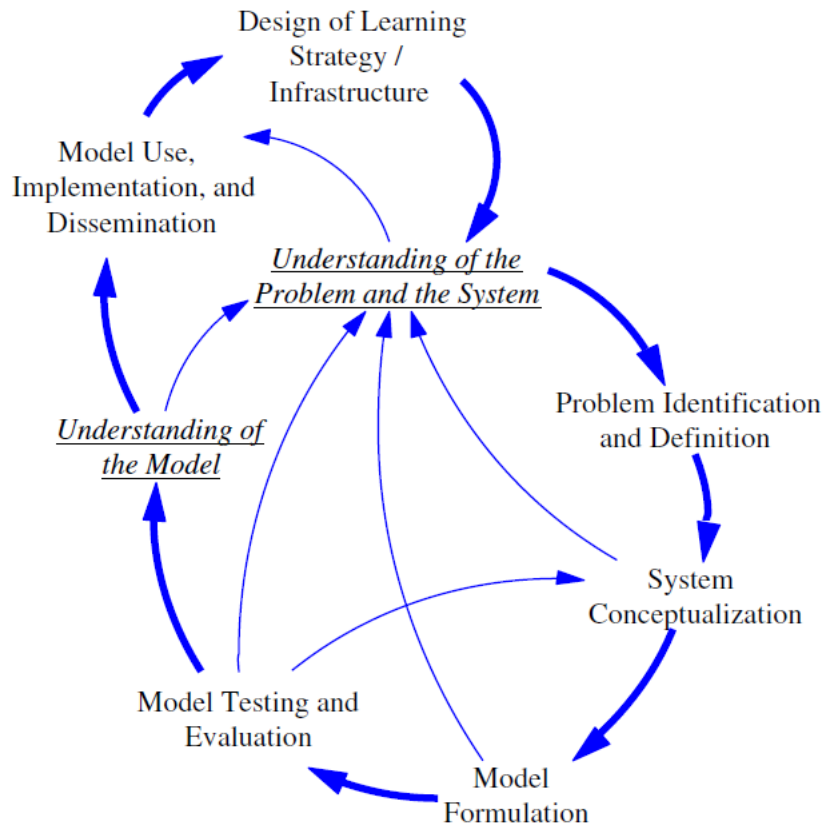 Design of Learning
Strategy /
Infrastructure
Model Use,
Implementation, and
Dissemination
Understanding of the
Problem and the System
Problem Identification
and Definition
Understanding of
the Model
System
Conceptualization
Model Testing and
Evaluation
Model
Formulation